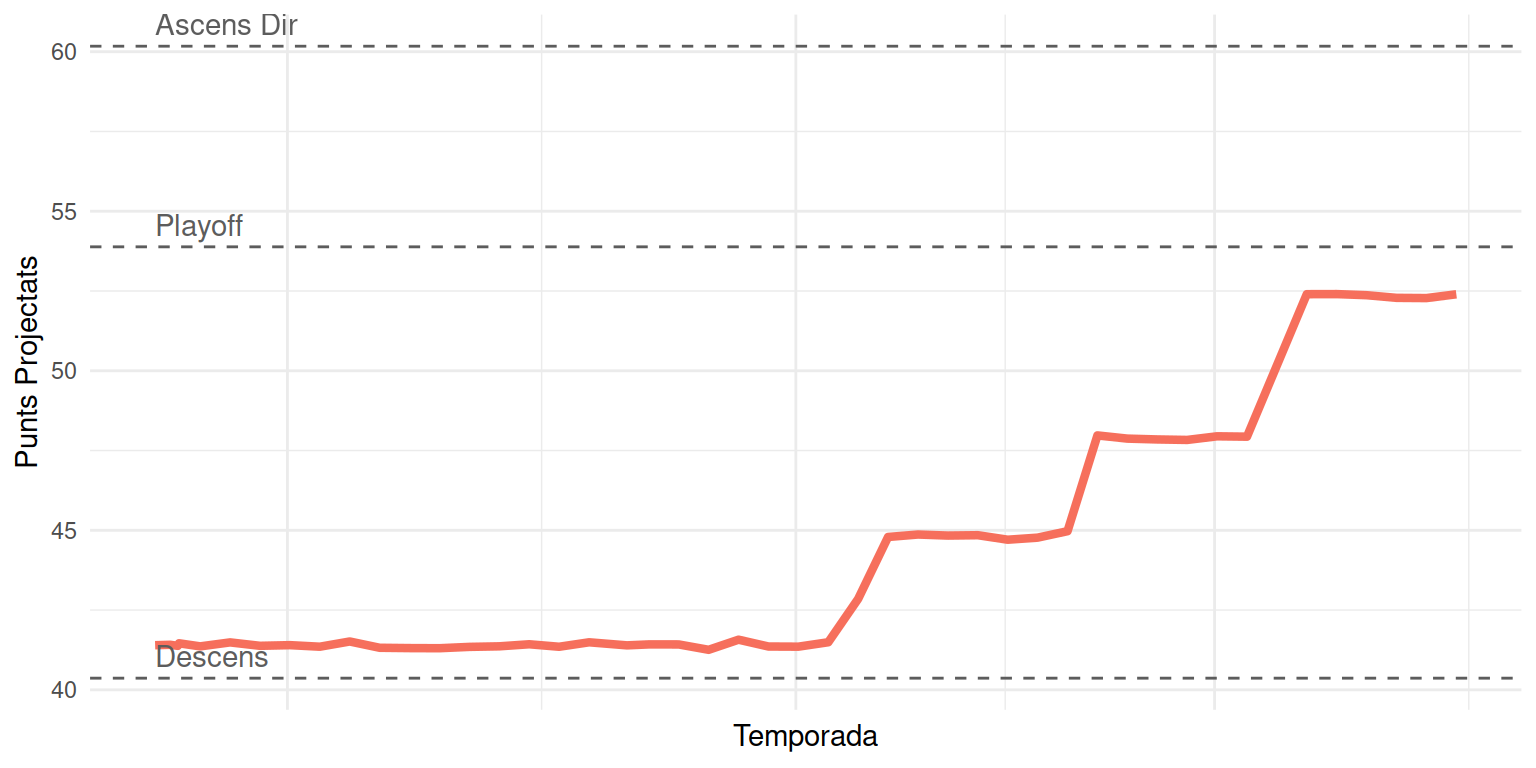 Ascens Dir
60
55
Playoff
50
45
Descens
40
Punts Projectats
Temporada